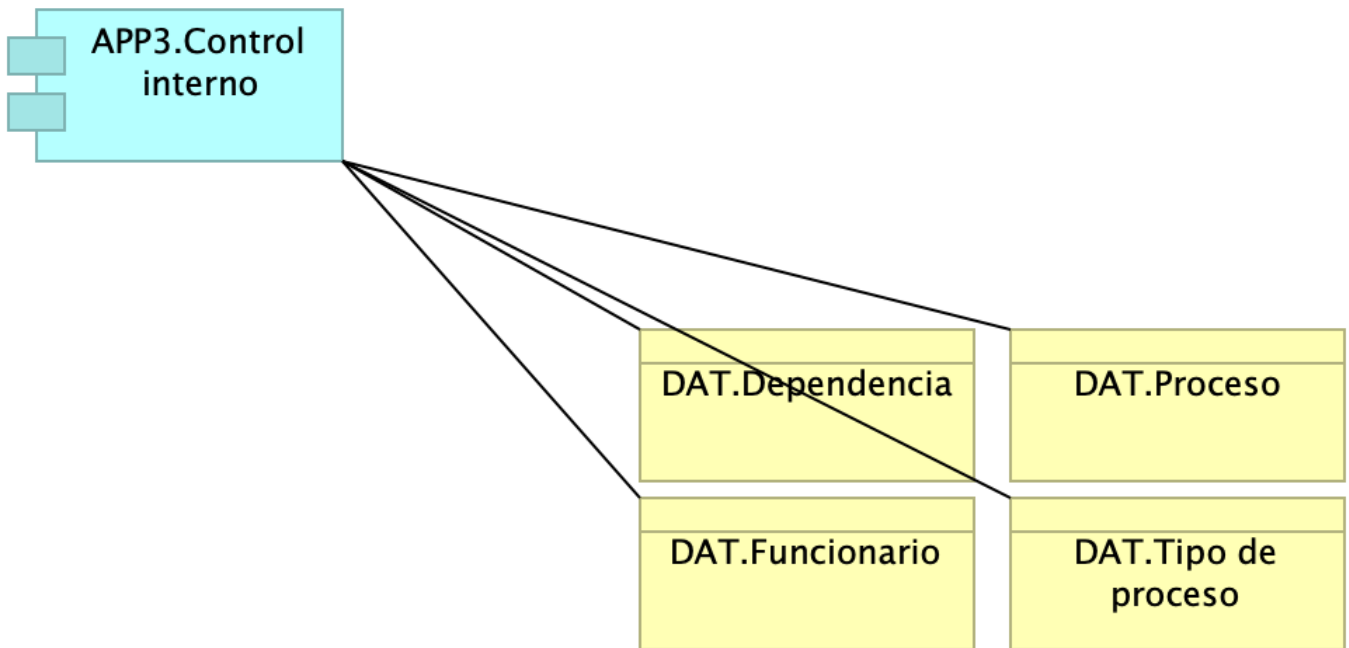 APP3.Control
interno
DAT.Dependencia
DAT.Proceso
DAT.Funcionario
DAT.Tipo de
proceso